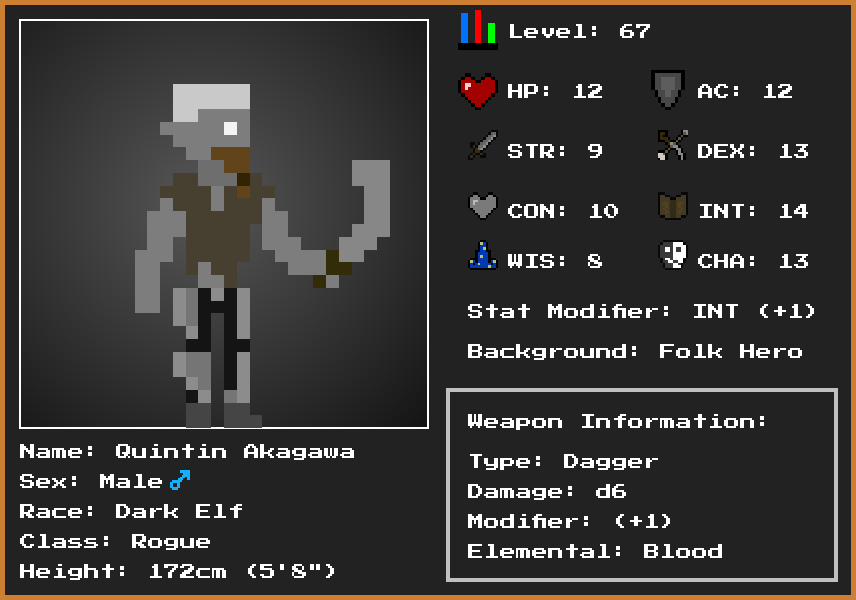 Level: 67
HP: 12
AC: 12
STR: 9
DEX: 13
CON: 10
INT: 14
WIS: 8
CHA: 13
Stat Modifier: INT (+1)
Background: Folk Hero
Weapon Information:
Type: Dagger
Damage: d6
Modifier: (+1)
Elemental: Blood
Name: Quintin Akagawa
Sex: Male♂
Race: Dark Elf
Class: Rogue
Height: 172cm (5'8")